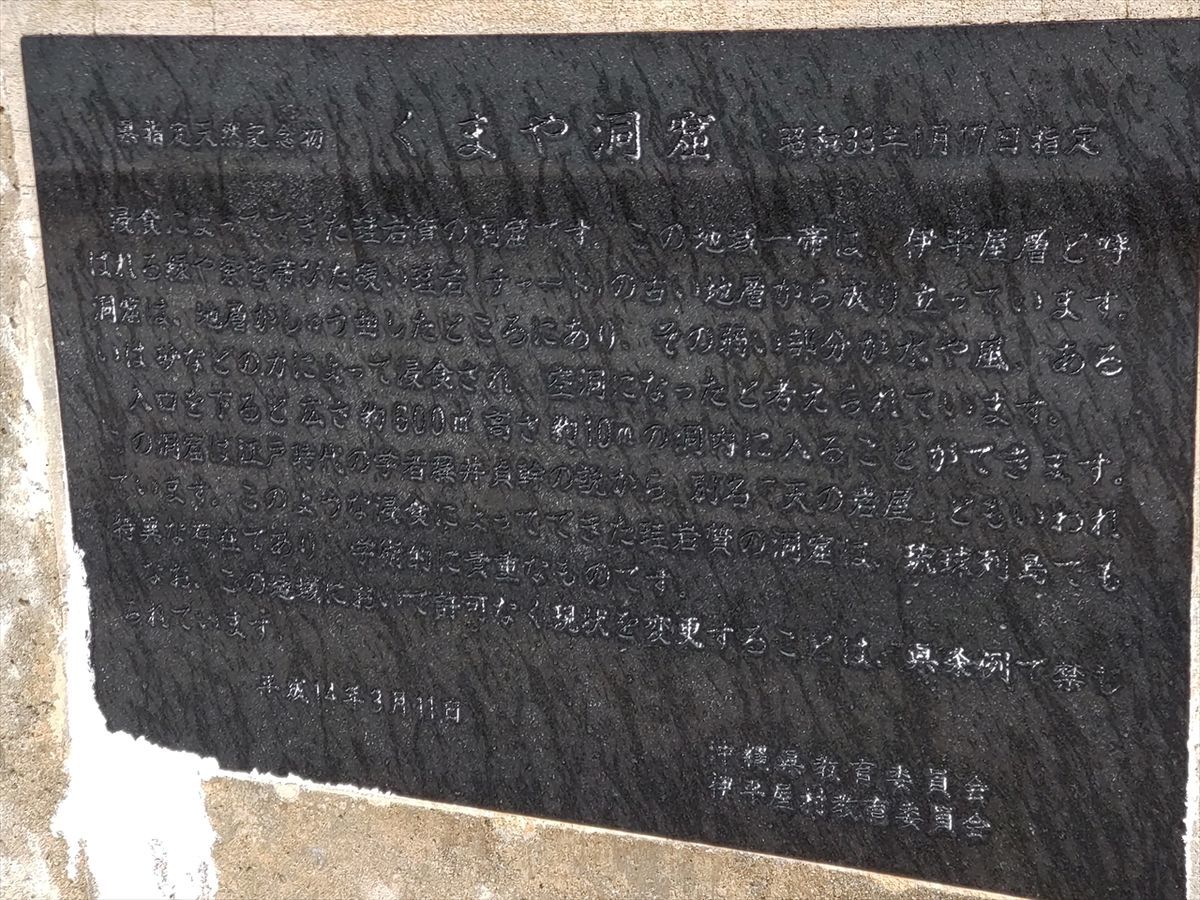 県指定天然記念物 くまや洞窟 昭和33年1月17日指定
浸食によってできた珪岩質の洞窟です。この地域一帯は、伊平屋層と呼
ばれる緑や紫を帯びた硬い珪岩(チャート)の古い地層から成り立っています。
洞窟は、地層がしゅう曲したところにあり、その弱い部分が水や風、ある
いは砂などの力によって浸食され、空洞になったと考えられています。
入口を下ると広さ約600㎡高さ約10mの洞内に入ることができます。
この洞窟は江戸時代の学者藤井貞幹の説から、別名「天の岩屋」ともいわれ
ています。このような浸食によってできた珪岩質の洞窟は、琉球列島でも
特異な存在であり、学術的に貴重なものです。
なお、この地域において許可なく現状を変更することは、県条例で禁じ
られています。
平成14年3月11日
沖縄県教育委員会
伊平屋村教育委員会